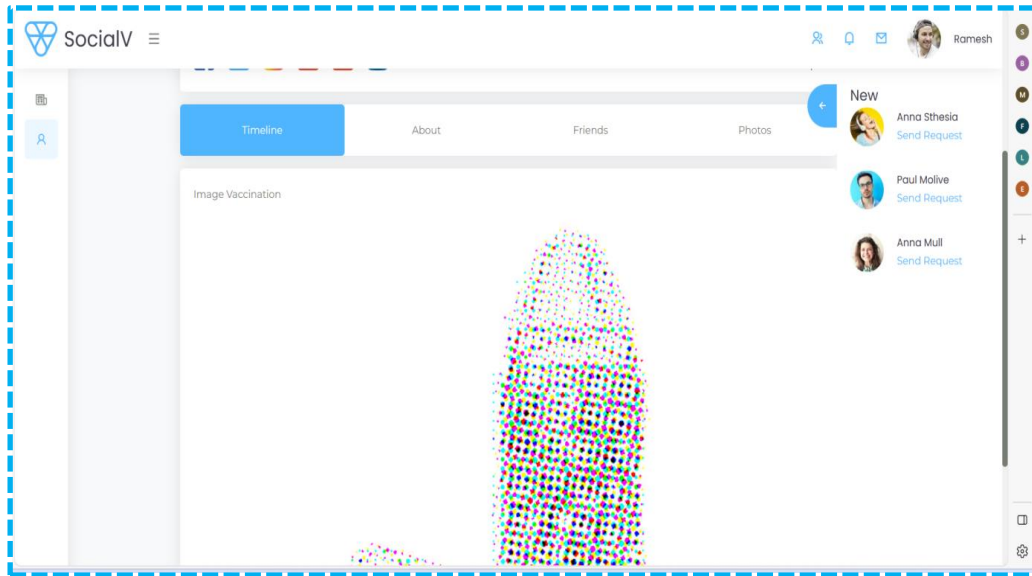 SocialV
Ramesh
New
Timeline
About
Friends
Photos
Anna Sthesia
Send Request
Paul Molive
Send Request
Anna Mull
Send Request
Image Vaccination
S
B
M
F
L
E